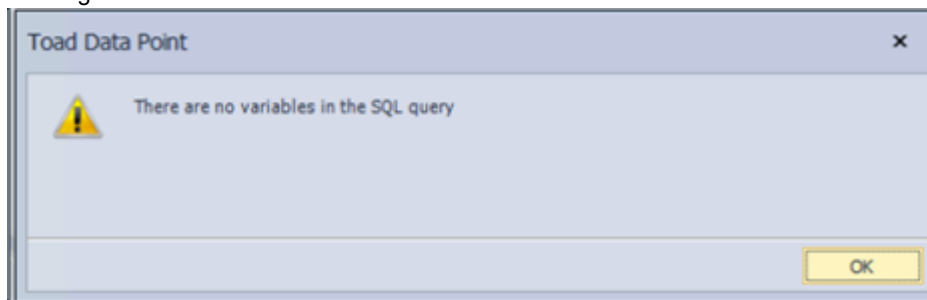 Toad Data Point
There are no variables in the SQL query
OK